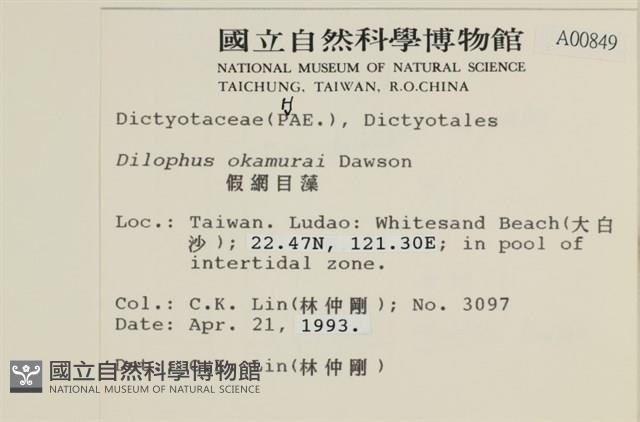 國立自然科學博物館
A00849
NATIONAL MUSEUM OF NATURAL SCIENCE
TAICHUNG, TAIWAN, R.O.CHINA
H
Dictyotaceae(PAE.), Dictyotales
Dilophus okamurai Dawson
假網目藻
Loc.: Taiwan. Ludao: Whitesand Beach(大白
沙); 22.47N, 121.30E; in pool of
intertidal zone.
Col.: C.K. Lin(林仲剛); No. 3097
Date: Apr. 21, 1993.
Det.: C.K. Lin(林仲剛)
國立自然科學博物館
NATIONAL MUSEUM OF NATURAL SCIENCE